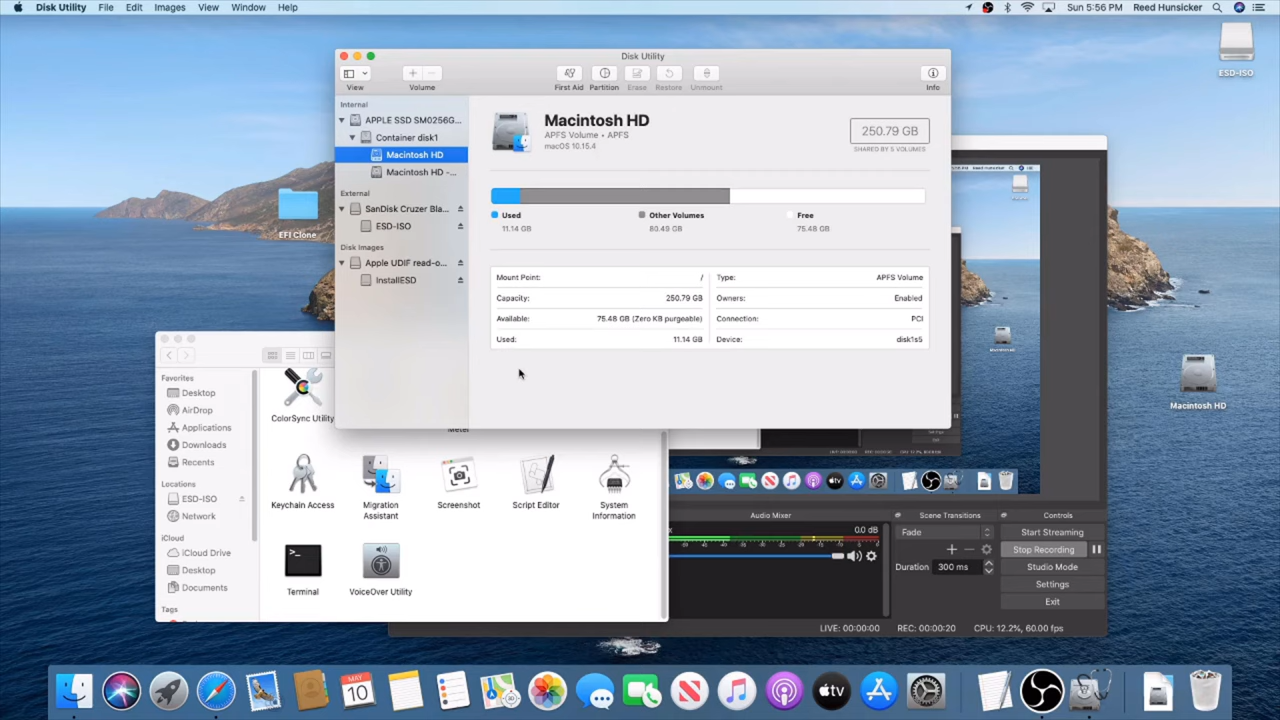 Disk Utility File Edit Images View Window Help Sun 5:56 PM Reed Hunsicker
ESD-ISO
Disk Utility
View Volume First Aid Partition Erase Restore Unmount Info
Internal
APPLE SSD SM0256G...
Container disk1
Macintosh HD
Macintosh HD -...
External
SanDisk Cruzer Bla...
ESD-ISO
Disk Images
Apple UDIF read-o...
InstallESD
Macintosh HD
APFS Volume • APFS
macOS 10.15.4
250.79 GB
SHARED BY 5 VOLUMES
Used Other Volumes Free
11.14 GB 80.49 GB 75.48 GB
Mount Point: / Type: APFS Volume
Capacity: 250.79 GB Owners: Enabled
Available: 75.48 GB (Zero KB purgeable) Connection: PCI
Used: 11.14 GB Device: disk1s5
EFI Clone
Macintosh HD
Favorites
Desktop
AirDrop
Applications
Downloads
Recents
Locations
ESD-ISO
Network
iCloud
iCloud Drive
Desktop
Documents
Tags
ColorSync Utility
Meter
Keychain Access
Migration
Assistant
Screenshot
Script Editor
System
Information
Terminal
VoiceOver Utility
Audio Mixer
0.0 dB
Scene Transitions
Fade
Duration 300 ms
Controls
Start Streaming
Stop Recording
Studio Mode
Settings
Exit
LIVE: 00:00:00 REC: 00:00:20 CPU: 12.2%, 60.00 fps
MAY
10
tv